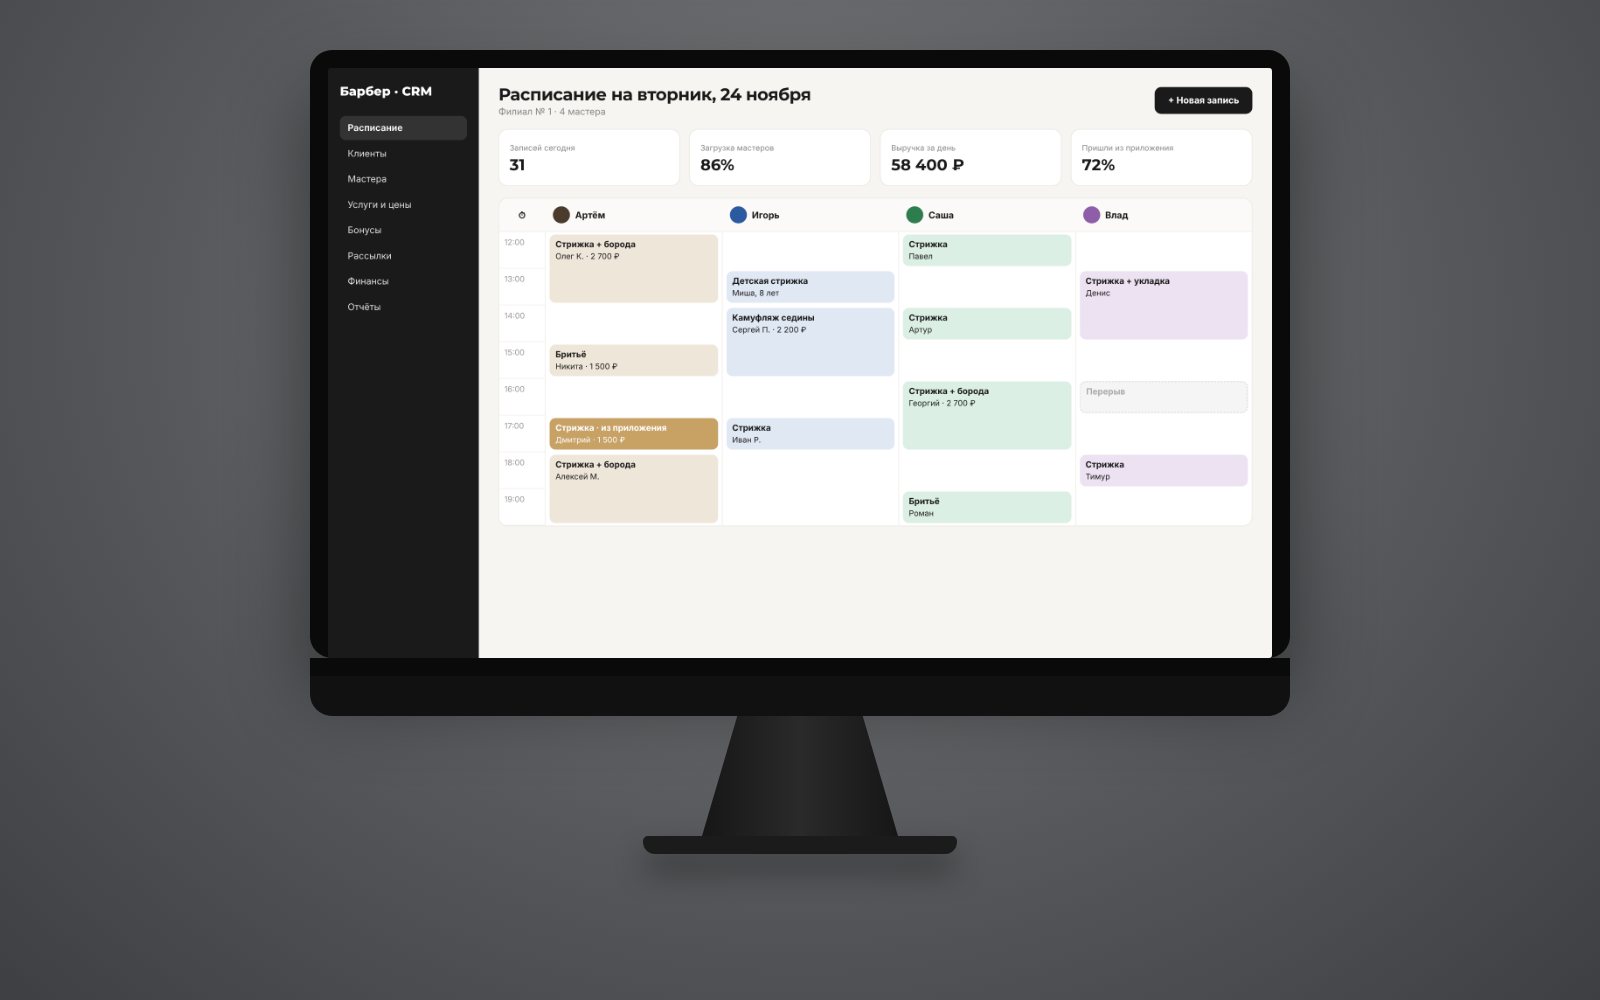 Барбер · CRM
Расписание
Клиенты
Мастера
Услуги и цены
Бонусы
Рассылки
Финансы
Отчёты
Расписание на вторник, 24 ноября
Филиал № 1 · 4 мастера
+ Новая запись
Записей сегодня
31
Загрузка мастеров
86%
Выручка за день
58 400 ₽
Пришли из приложения
72%
Артём
Игорь
Саша
Влад
12:00
Стрижка + борода
Олег К. · 2 700 ₽
Стрижка
Павел
13:00
Детская стрижка
Миша, 8 лет
Стрижка + укладка
Денис
14:00
Камуфляж седины
Сергей П. · 2 200 ₽
Стрижка
Артур
15:00
Бритьё
Никита · 1 500 ₽
16:00
Стрижка + борода
Георгий · 2 700 ₽
Перерыв
17:00
Стрижка · из приложения
Дмитрий · 1 500 ₽
Стрижка
Иван Р.
18:00
Стрижка + борода
Алексей М.
Стрижка
Тимур
19:00
Бритьё
Роман